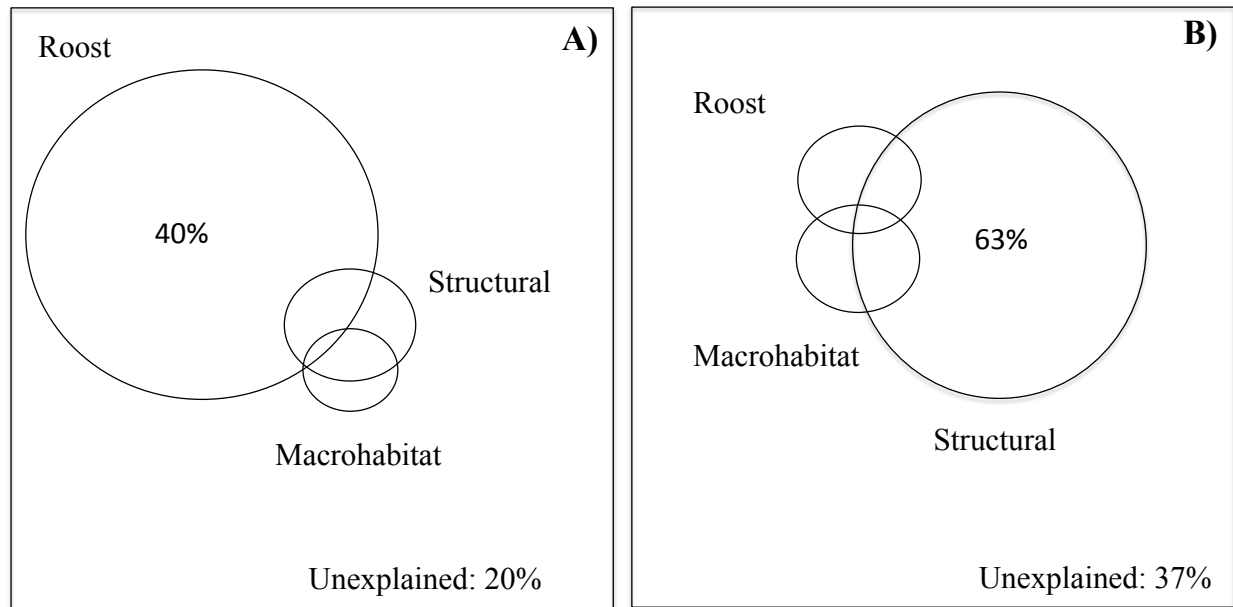 A)
Roost
40%
Structural
Macrohabitat
Unexplained: 20%
B)
Roost
63%
Macrohabitat
Structural
Unexplained: 37%